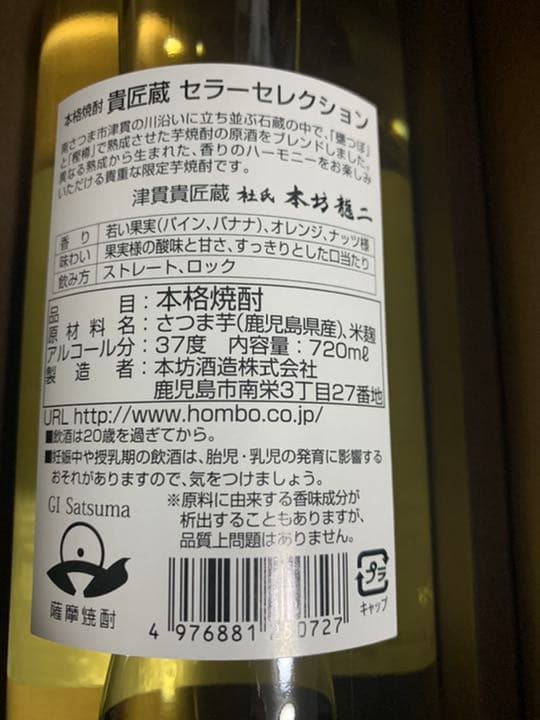 本格焼酎 貴匠蔵 セラーセレクション
南さつま市津貫の川沿いに立ち並ぶ石蔵の中で、「甕つぼ」
と「樫樽」で熟成させた芋焼酎の原酒をブレンドしました。
異なる熟成から生まれた、香りのハーモニーをお楽しみ
いただける貴重な限定芋焼酎です。
津貫貴匠蔵 杜氏 本坊龍二
香り 若い果実(パイン、バナナ)、オレンジ、ナッツ様
味わい 果実様の酸味と甘さ、すっきりとした口当たり
飲み方 ストレート、ロック
品目:本格焼酎
原材料名:さつま芋(鹿児島県産)、米麹
アルコール分:37度 内容量:720mℓ
製造者:本坊酒造株式会社
鹿児島市南栄3丁目27番地
URL http://www.hombo.co.jp/
■飲酒は20歳を過ぎてから。
■妊娠中や授乳期の飲酒は、胎児・乳児の発育に影響する
おそれがありますので、気をつけましょう。
GI Satsuma
薩摩焼酎
※原料に由来する香味成分が
析出することもありますが、
品質上問題はありません。
プラ
キャップ